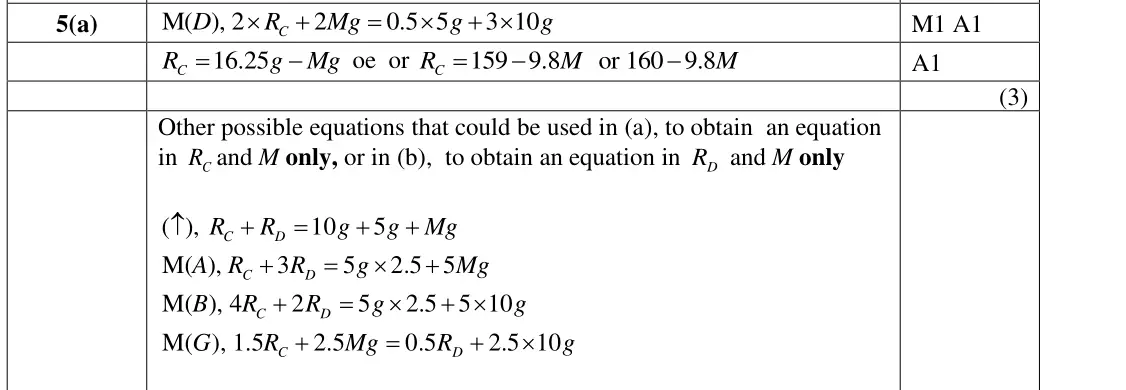 5(a) M(D), 2×R_C + 2Mg = 0.5×5g + 3×10g M1 A1
R_C = 16.25g − Mg oe or R_C = 159 − 9.8M or 160 − 9.8M A1
(3)
Other possible equations that could be used in (a), to obtain an equation
in R_C and M only, or in (b), to obtain an equation in R_D and M only
(↑), R_C + R_D = 10g + 5g + Mg
M(A), R_C + 3R_D = 5g × 2.5 + 5Mg
M(B), 4R_C + 2R_D = 5g × 2.5 + 5×10g
M(G), 1.5R_C + 2.5Mg = 0.5R_D + 2.5×10g